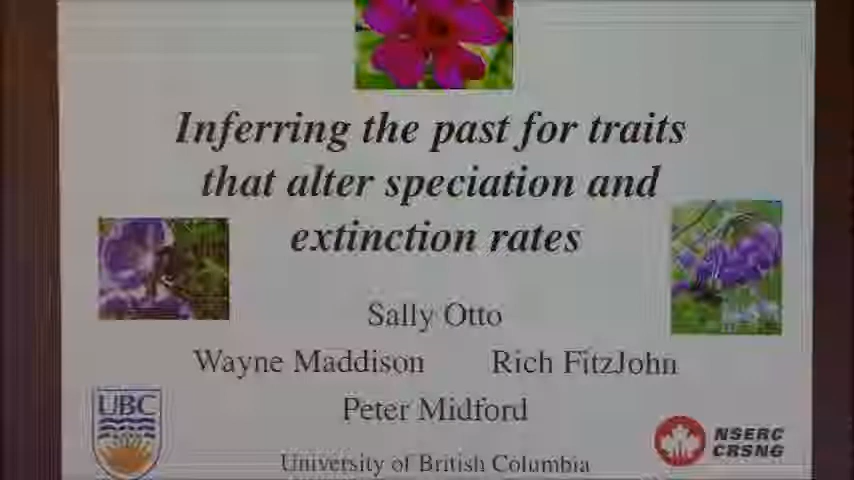 Inferring the past for traits
that alter speciation and
extinction rates
Sally Otto
Wayne Maddison Rich FitzJohn
Peter Midford
UBC
NSERC
CRSNG
University of British Columbia